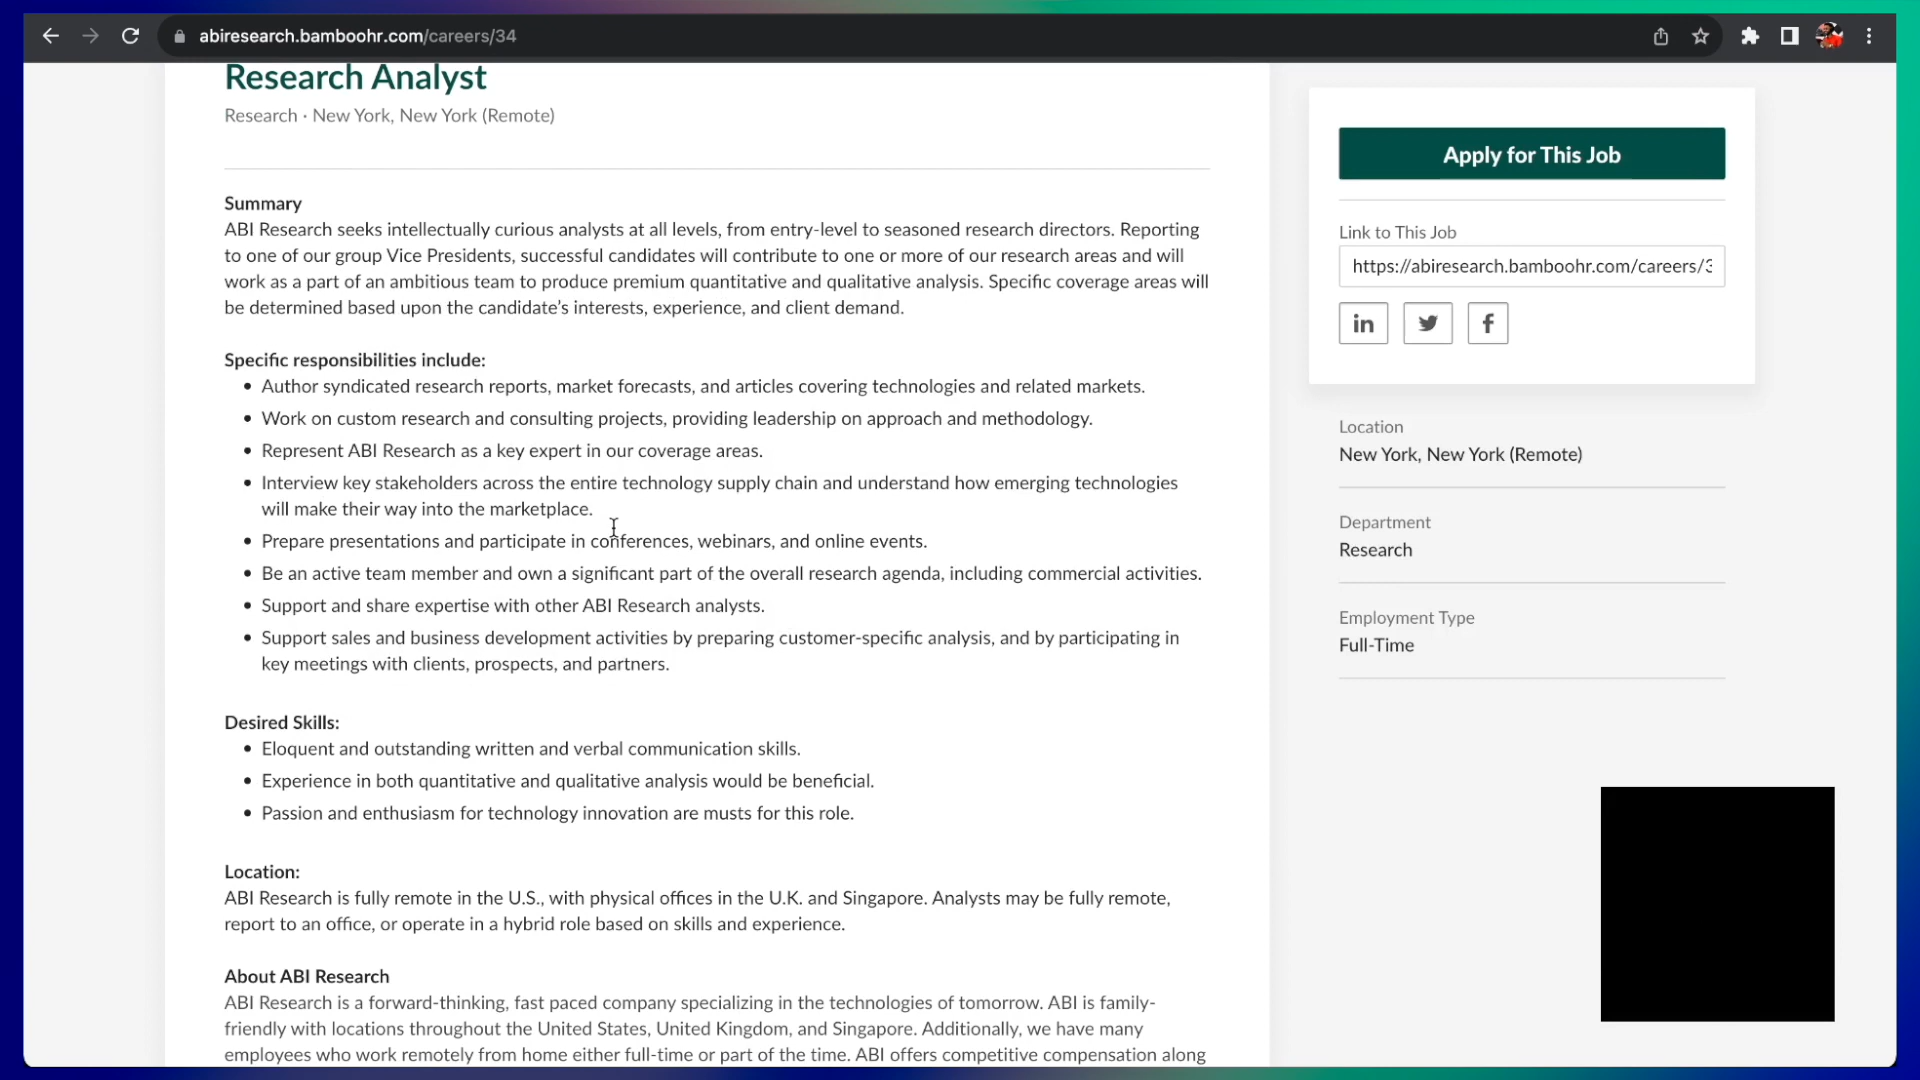 abiresearch.bamboohr.com/careers/34
Research Analyst
Research · New York, New York (Remote)
Summary
ABI Research seeks intellectually curious analysts at all levels, from entry-level to seasoned research directors. Reporting
to one of our group Vice Presidents, successful candidates will contribute to one or more of our research areas and will
work as a part of an ambitious team to produce premium quantitative and qualitative analysis. Specific coverage areas will
be determined based upon the candidate's interests, experience, and client demand.
Specific responsibilities include:
• Author syndicated research reports, market forecasts, and articles covering technologies and related markets.
• Work on custom research and consulting projects, providing leadership on approach and methodology.
• Represent ABI Research as a key expert in our coverage areas.
• Interview key stakeholders across the entire technology supply chain and understand how emerging technologies
will make their way into the marketplace.
• Prepare presentations and participate in conferences, webinars, and online events.
• Be an active team member and own a significant part of the overall research agenda, including commercial activities.
• Support and share expertise with other ABI Research analysts.
• Support sales and business development activities by preparing customer-specific analysis, and by participating in
key meetings with clients, prospects, and partners.
Desired Skills:
• Eloquent and outstanding written and verbal communication skills.
• Experience in both quantitative and qualitative analysis would be beneficial.
• Passion and enthusiasm for technology innovation are musts for this role.
Location:
ABI Research is fully remote in the U.S., with physical offices in the U.K. and Singapore. Analysts may be fully remote,
report to an office, or operate in a hybrid role based on skills and experience.
About ABI Research
ABI Research is a forward-thinking, fast paced company specializing in the technologies of tomorrow. ABI is family-
friendly with locations throughout the United States, United Kingdom, and Singapore. Additionally, we have many
employees who work remotely from home either full-time or part of the time. ABI offers competitive compensation along
Apply for This Job
Link to This Job
https://abiresearch.bamboohr.com/careers/3
in
f
Location
New York, New York (Remote)
Department
Research
Employment Type
Full-Time